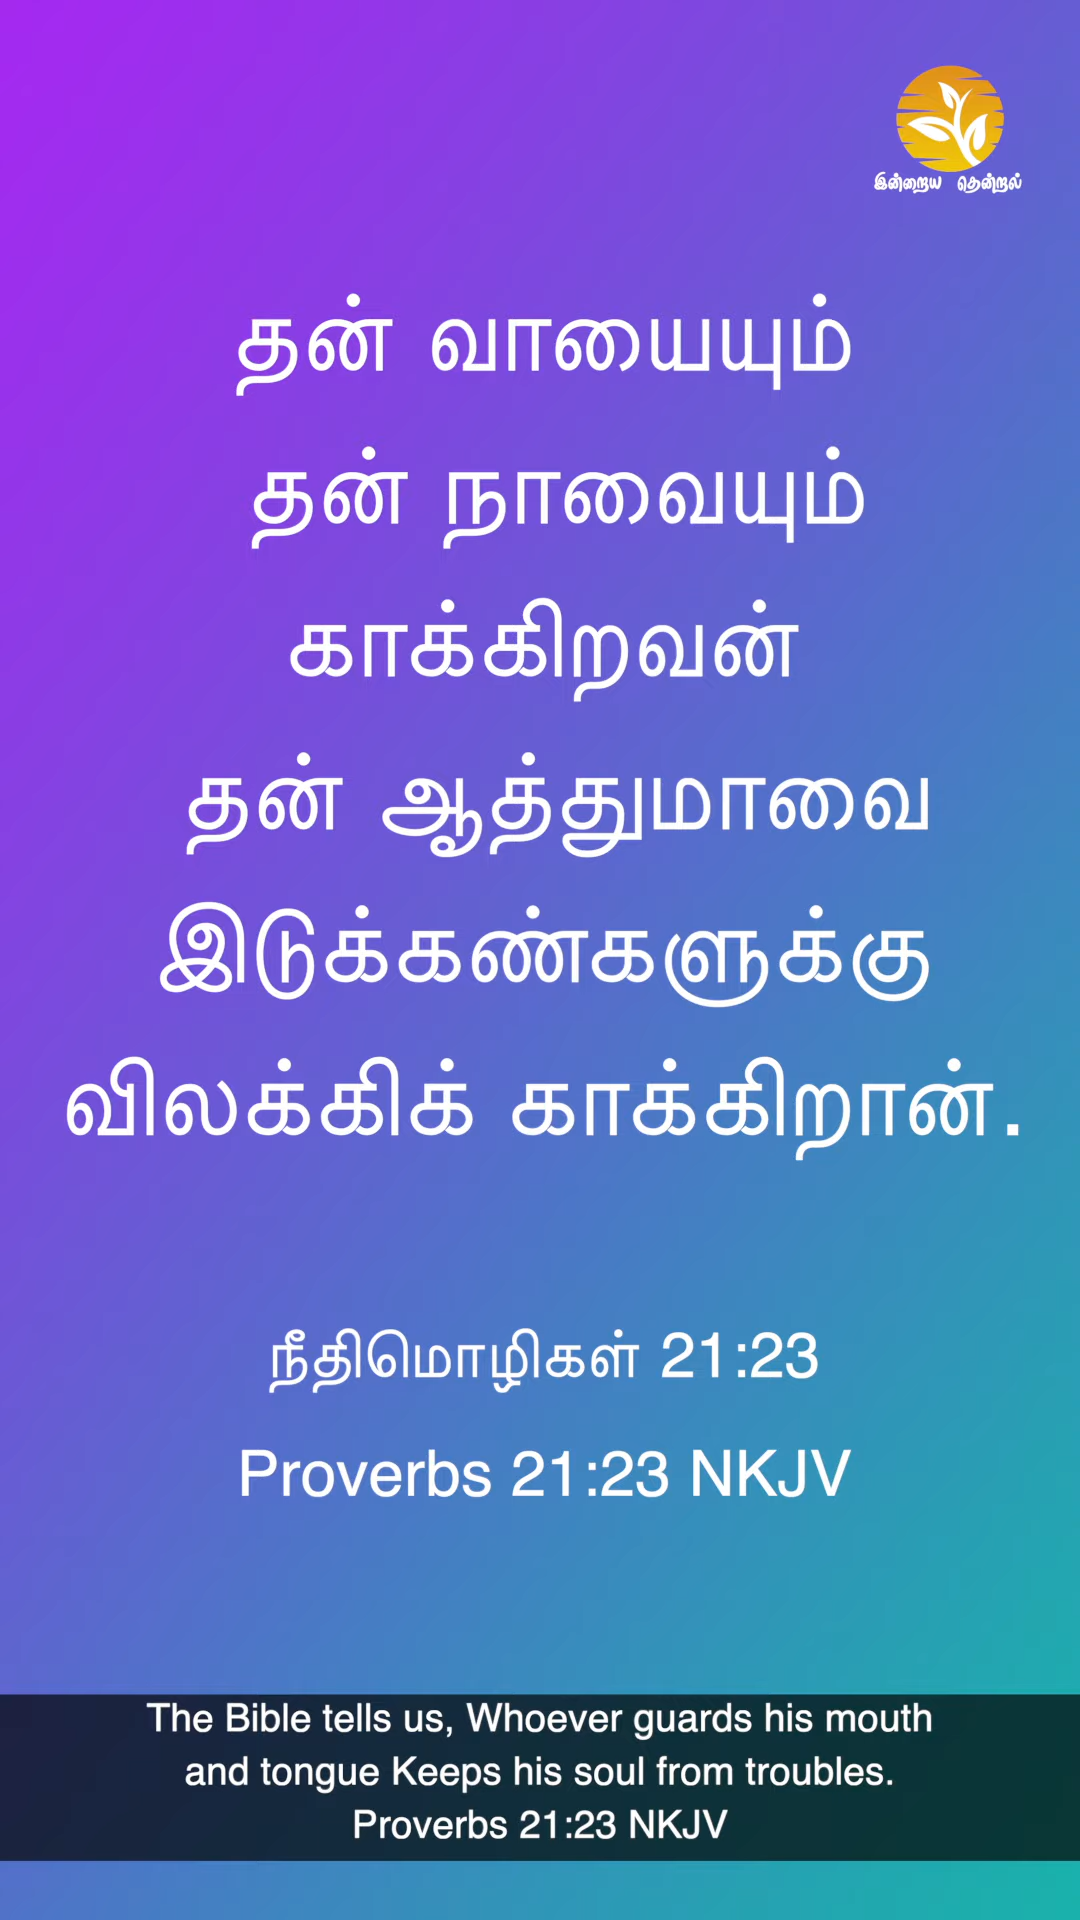 இன்றைய தென்றல்
தன் வாயையும்
தன் நாவையும்
காக்கிறவன்
தன் ஆத்துமாவை
இடுக்கண்களுக்கு
விலக்கிக் காக்கிறான்.
நீதிமொழிகள் 21:23
Proverbs 21:23 NKJV
The Bible tells us, Whoever guards his mouth
and tongue Keeps his soul from troubles.
Proverbs 21:23 NKJV